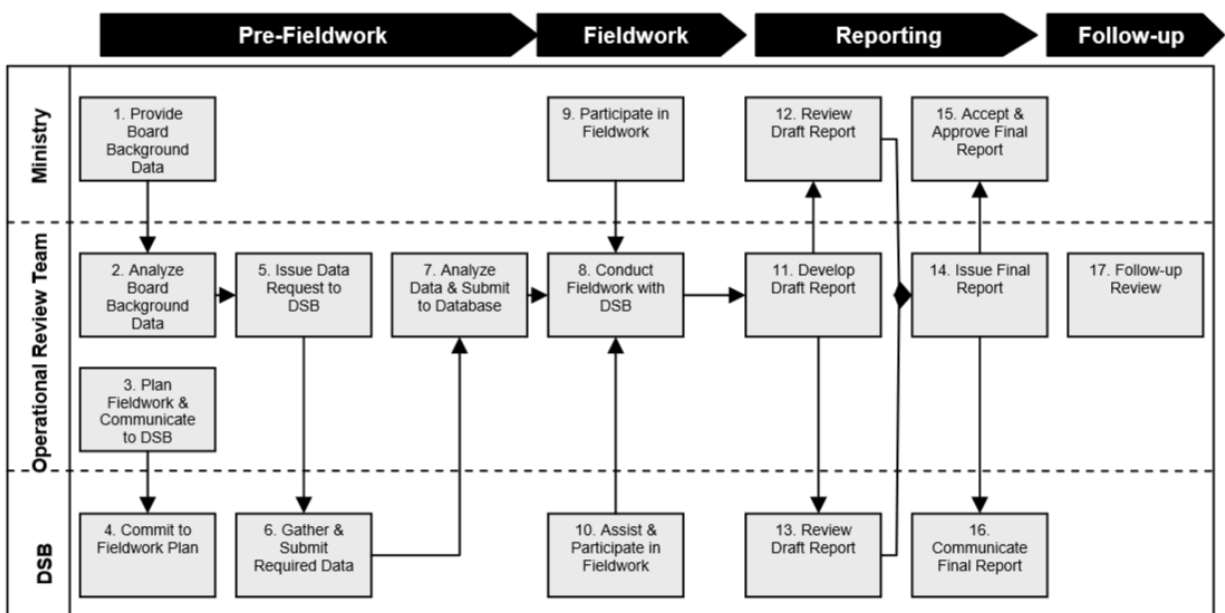 Pre-Fieldwork
Fieldwork
Reporting
Follow-up
Ministry
1. Provide
Board
Background
Data
9. Participate in
Fieldwork
12. Review
Draft Report
15. Accept &
Approve Final
Report
Operational Review Team
2. Analyze
Board
Background
Data
5. Issue Data
Request to
DSB
7. Analyze
Data & Submit
to Database
8. Conduct
Fieldwork with
DSB
11. Develop
Draft Report
14. Issue Final
Report
17. Follow-up
Review
3. Plan
Fieldwork &
Communicate
to DSB
DSB
4. Commit to
Fieldwork Plan
6. Gather &
Submit
Required Data
10. Assist &
Participate in
Fieldwork
13. Review
Draft Report
16.
Communicate
Final Report